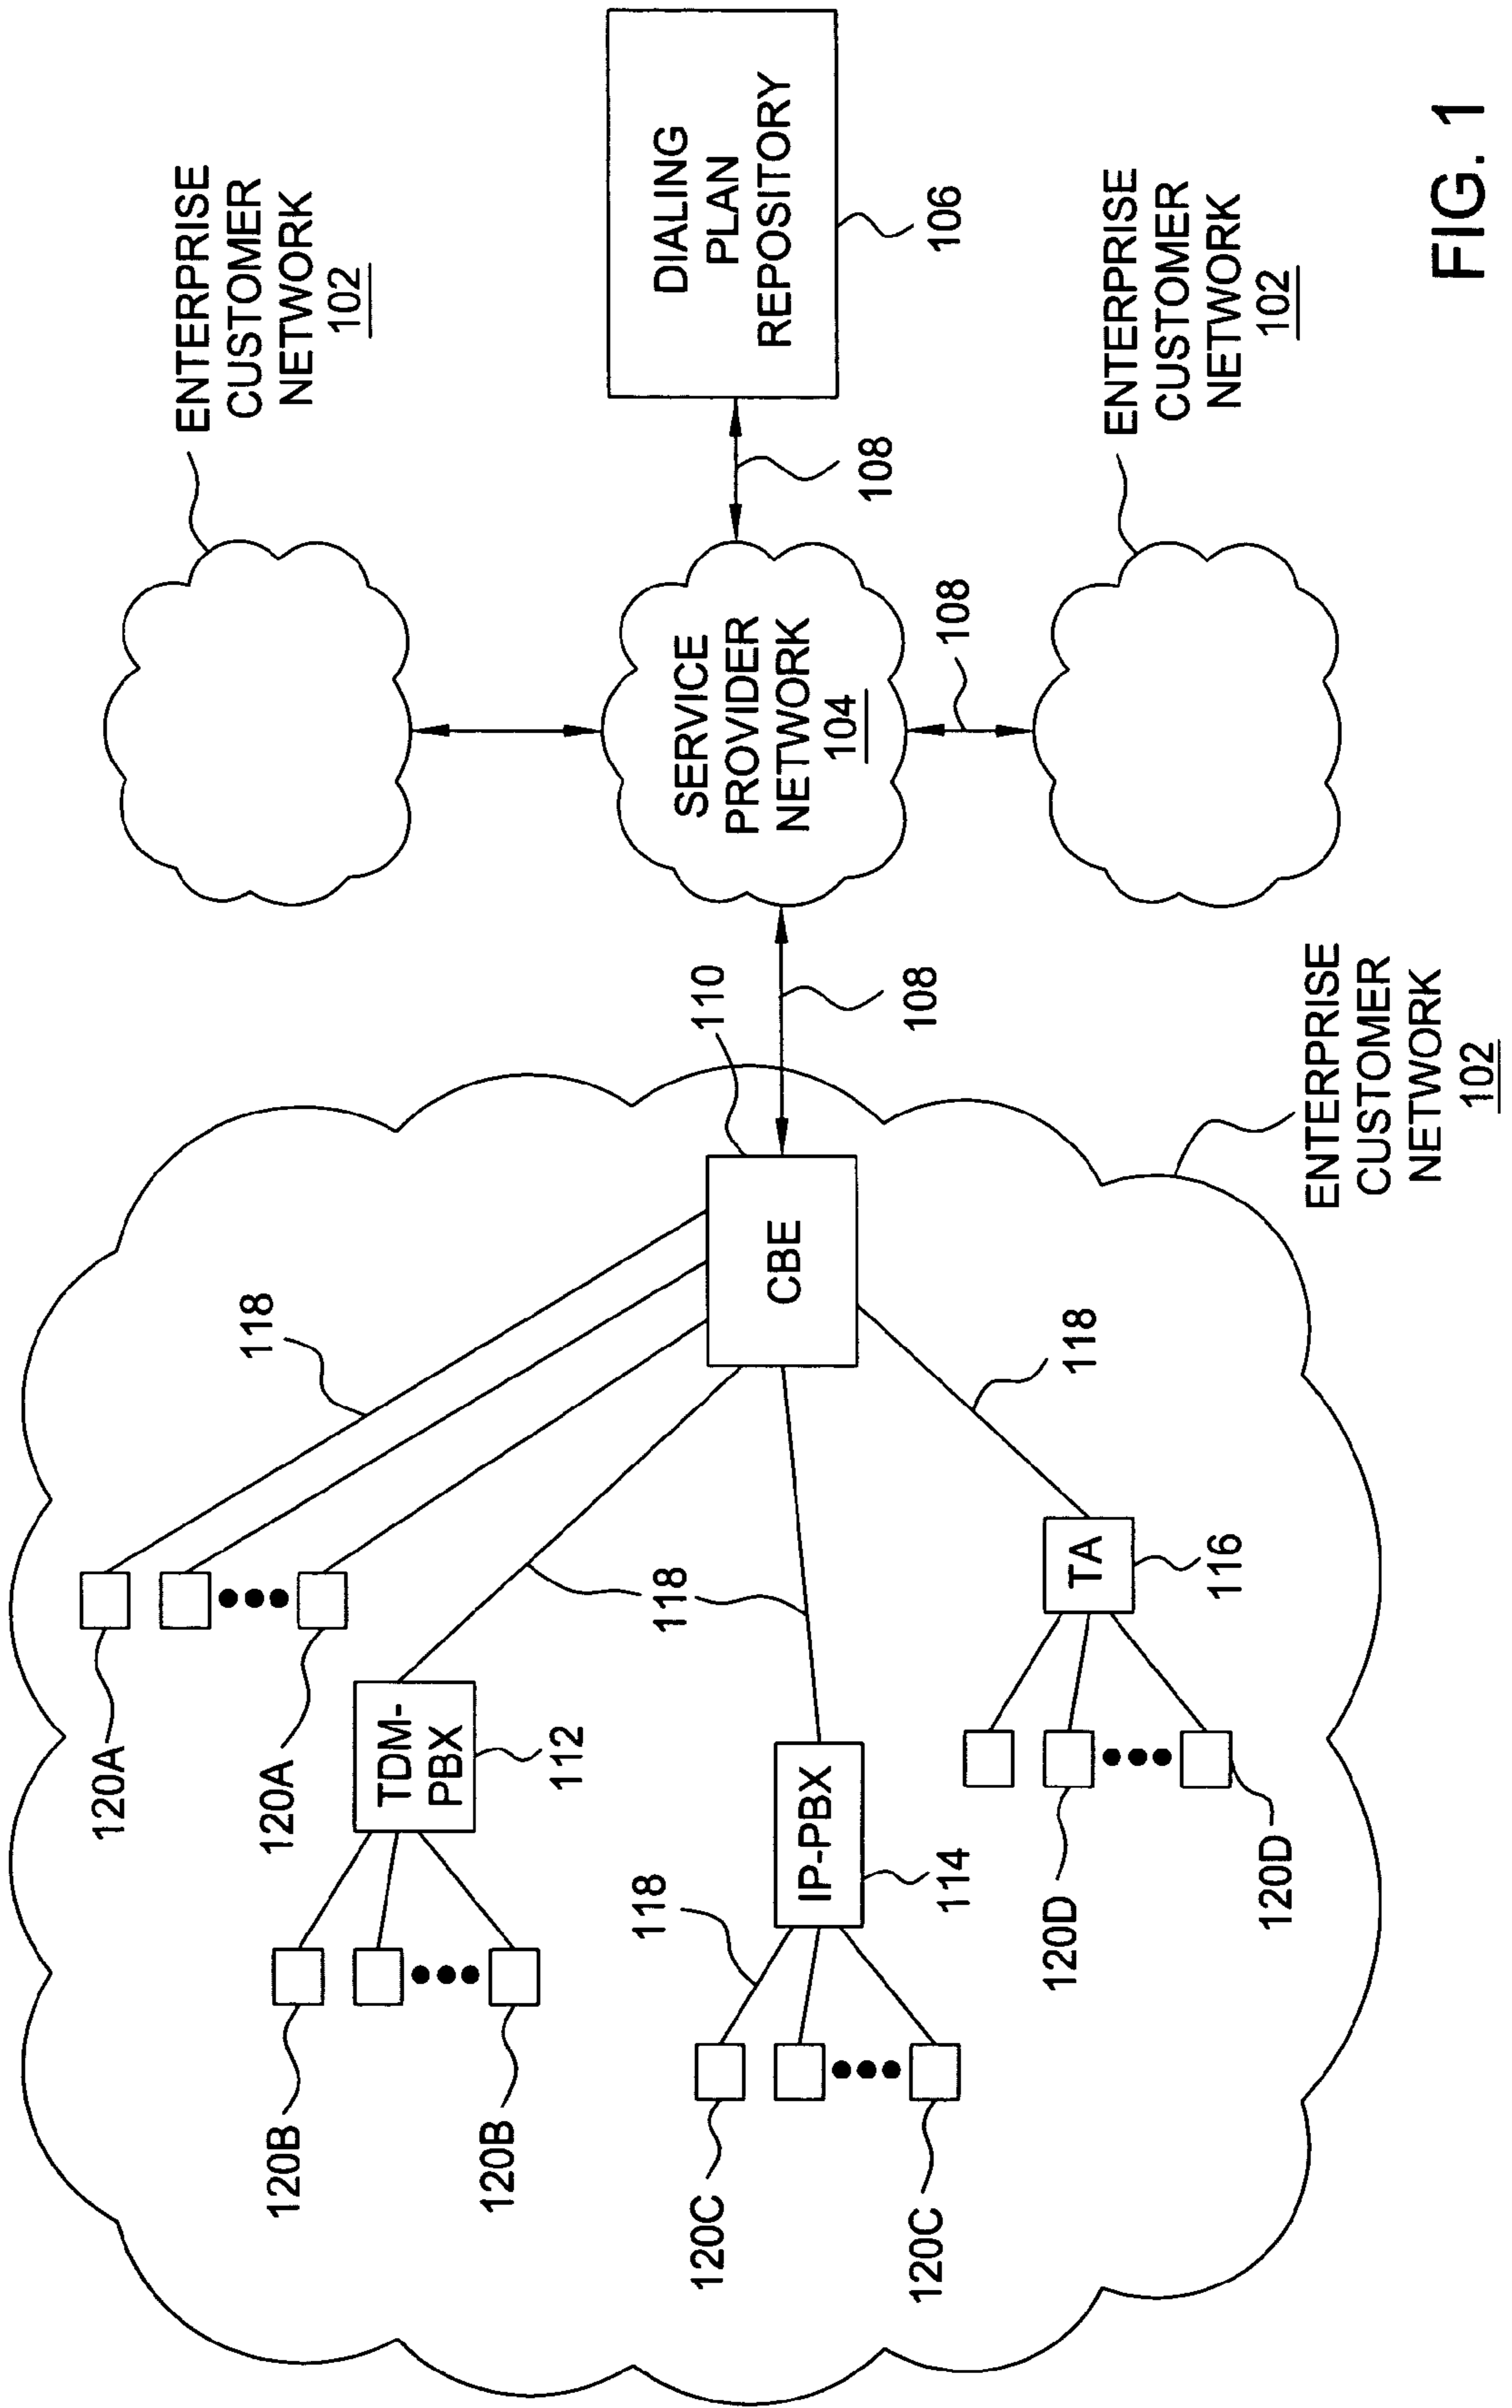 120A
ENTERPRISE
CUSTOMER
NETWORK
102
118
120A
120B
TDM-
PBX
120B
112
118
118
DIALING
PLAN
REPOSITORY
SERVICE
PROVIDER
NETWORK
104
120C
110
CBE
IP-PBX
108
108
120C
106
114
108
120D
118
TA
ENTERPRISE
CUSTOMER
NETWORK
102
116
120D
ENTERPRISE
CUSTOMER
NETWORK
102
FIG. 1